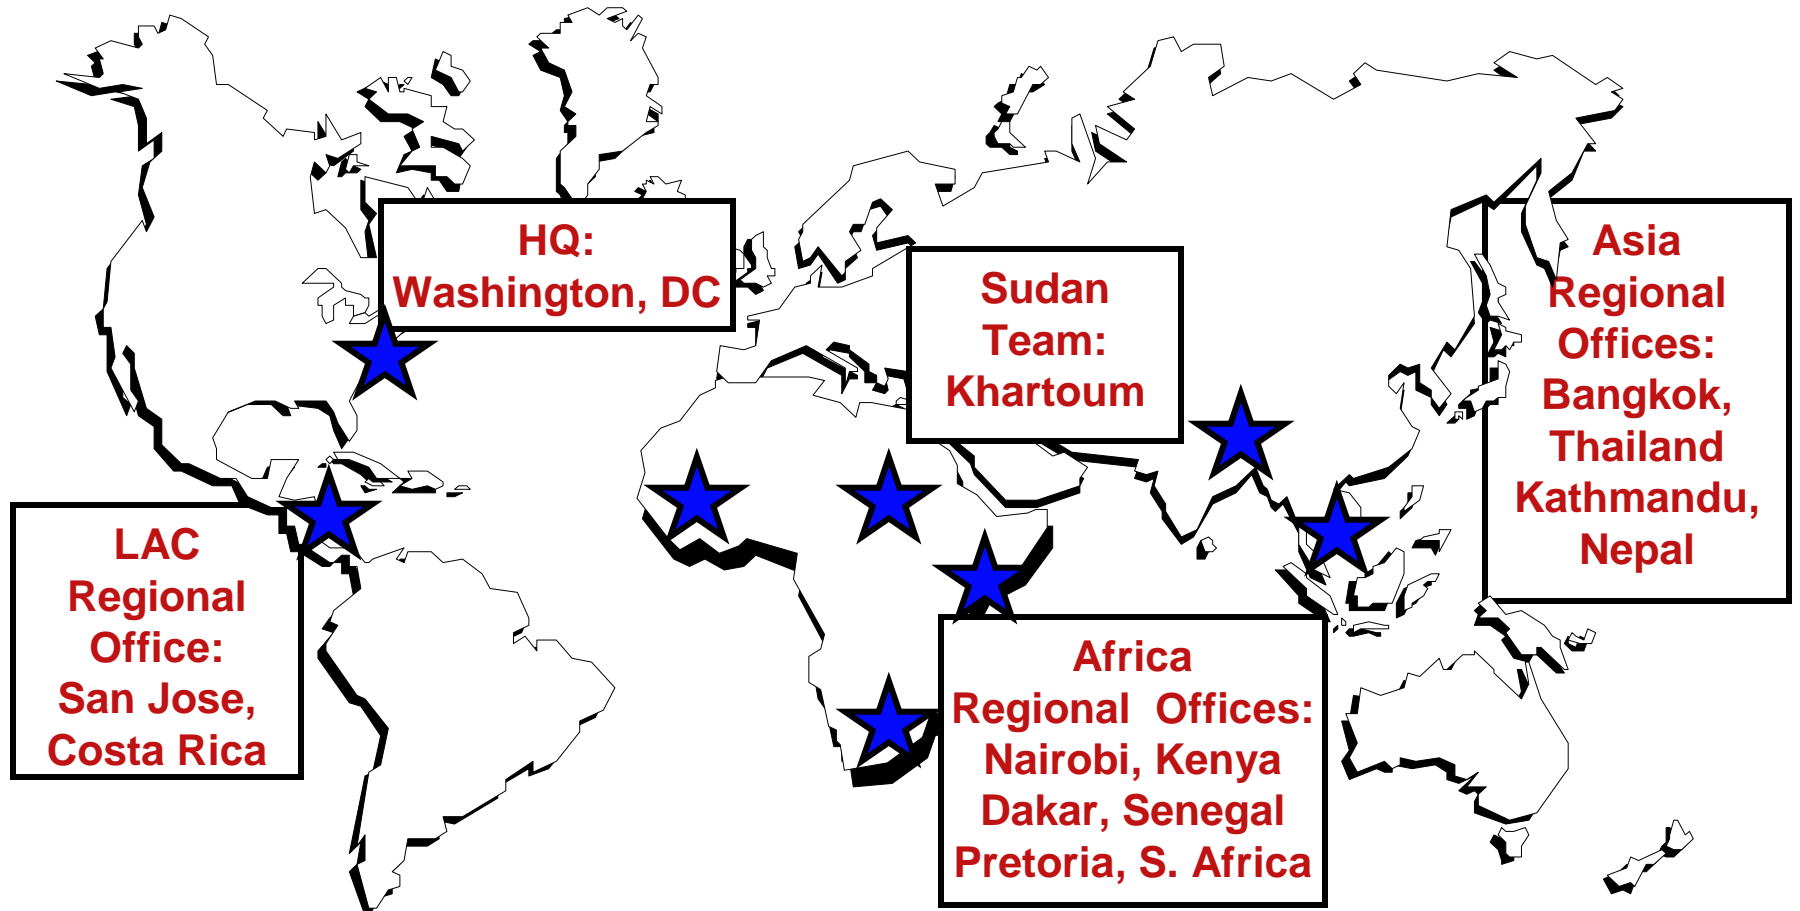 HQ:
Washington, DC
Sudan
Team:
Khartoum
Asia
Regional
Offices:
Bangkok,
Thailand
Kathmandu,
Nepal
LAC
Regional
Office:
San Jose,
Costa Rica
Africa
Regional Offices:
Nairobi, Kenya
Dakar, Senegal
Pretoria, S. Africa